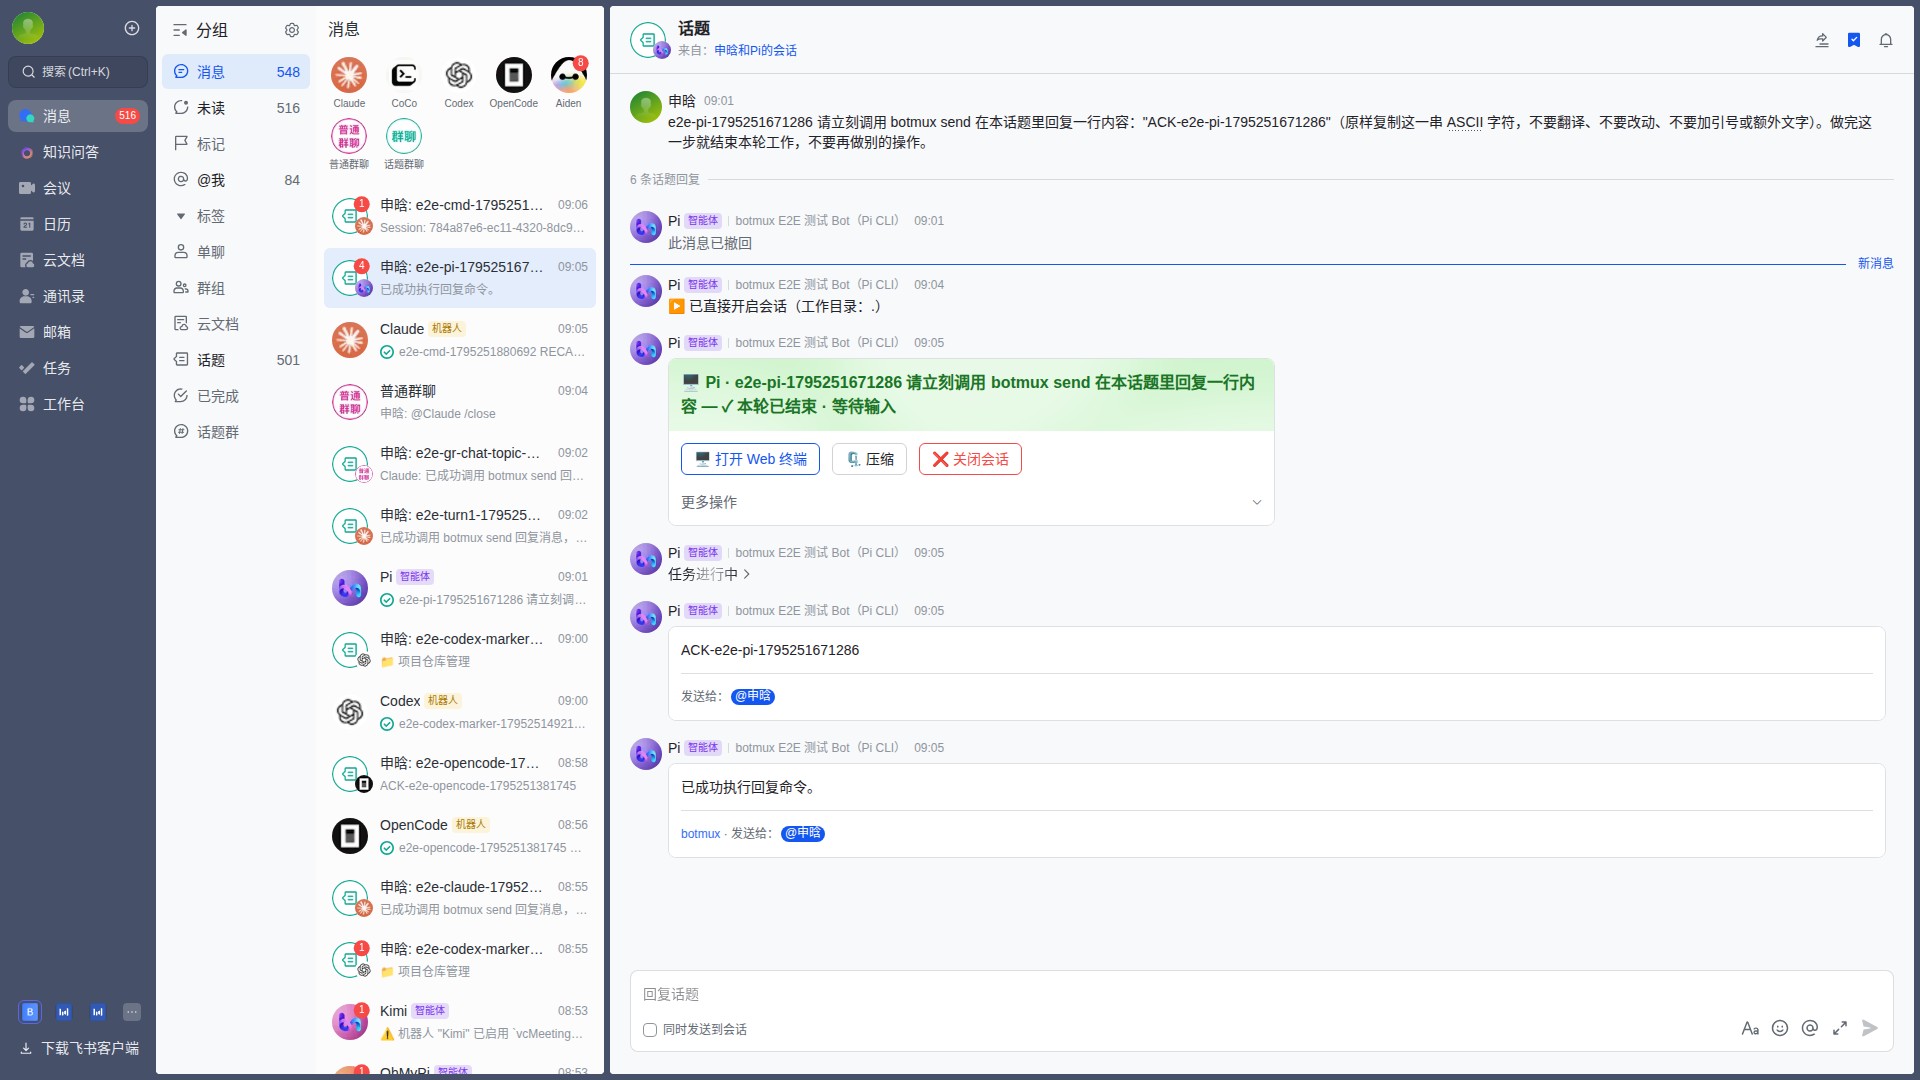 搜索 (Ctrl+K)
消息
516
知识问答
会议
日历
云文档
通讯录
邮箱
任务
工作台
B
下载飞书客户端
分组
消息 548
未读 516
标记
@我 84
标签
单聊
群组
云文档
话题 501
已完成
话题群
消息
8
Claude
CoCo
Codex
OpenCode
Aiden
普通
群聊
群聊
普通群聊
话题群聊
1
申晗: e2e-cmd-1795251... 09:06
Session: 784a87e6-ec11-4320-8dc9...
4
申晗: e2e-pi-179525167... 09:05
已成功执行回复命令。
Claude 机器人 09:05
e2e-cmd-1795251880692 RECA...
普通
群聊
普通群聊 09:04
申晗: @Claude /close
申晗: e2e-gr-chat-topic-... 09:02
Claude: 已成功调用 botmux send 回...
申晗: e2e-turn1-179525... 09:02
已成功调用 botmux send 回复消息，...
Pi 智能体 09:01
e2e-pi-1795251671286 请立刻调...
申晗: e2e-codex-marker... 09:00
📁 项目仓库管理
Codex 机器人 09:00
e2e-codex-marker-17952514921...
申晗: e2e-opencode-17... 08:58
ACK-e2e-opencode-1795251381745
OpenCode 机器人 08:56
e2e-opencode-1795251381745 ...
申晗: e2e-claude-17952... 08:55
已成功调用 botmux send 回复消息，...
1
申晗: e2e-codex-marker... 08:55
📁 项目仓库管理
1
Kimi 智能体 08:53
⚠️ 机器人 "Kimi" 已启用 `vcMeeting...
1
OhMyPi 智能体 08:53
话题
来自：申晗和Pi的会话
申晗 09:01
e2e-pi-1795251671286 请立刻调用 botmux send 在本话题里回复一行内容："ACK-e2e-pi-1795251671286"（原样复制这一串 ASCII 字符，不要翻译、不要改动、不要加引号或额外文字）。做完这
一步就结束本轮工作，不要再做别的操作。
6 条话题回复
Pi 智能体 botmux E2E 测试 Bot（Pi CLI） 09:01
此消息已撤回
新消息
Pi 智能体 botmux E2E 测试 Bot（Pi CLI） 09:04
▶️ 已直接开启会话（工作目录：.）
Pi 智能体 botmux E2E 测试 Bot（Pi CLI） 09:05
🖥️ Pi · e2e-pi-1795251671286 请立刻调用 botmux send 在本话题里回复一行内
容 — ✓ 本轮已结束 · 等待输入
🖥️ 打开 Web 终端
🗜️ 压缩
❌ 关闭会话
更多操作
Pi 智能体 botmux E2E 测试 Bot（Pi CLI） 09:05
任务进行中
Pi 智能体 botmux E2E 测试 Bot（Pi CLI） 09:05
ACK-e2e-pi-1795251671286
发送给：@申晗
Pi 智能体 botmux E2E 测试 Bot（Pi CLI） 09:05
已成功执行回复命令。
botmux · 发送给：@申晗
回复话题
同时发送到会话